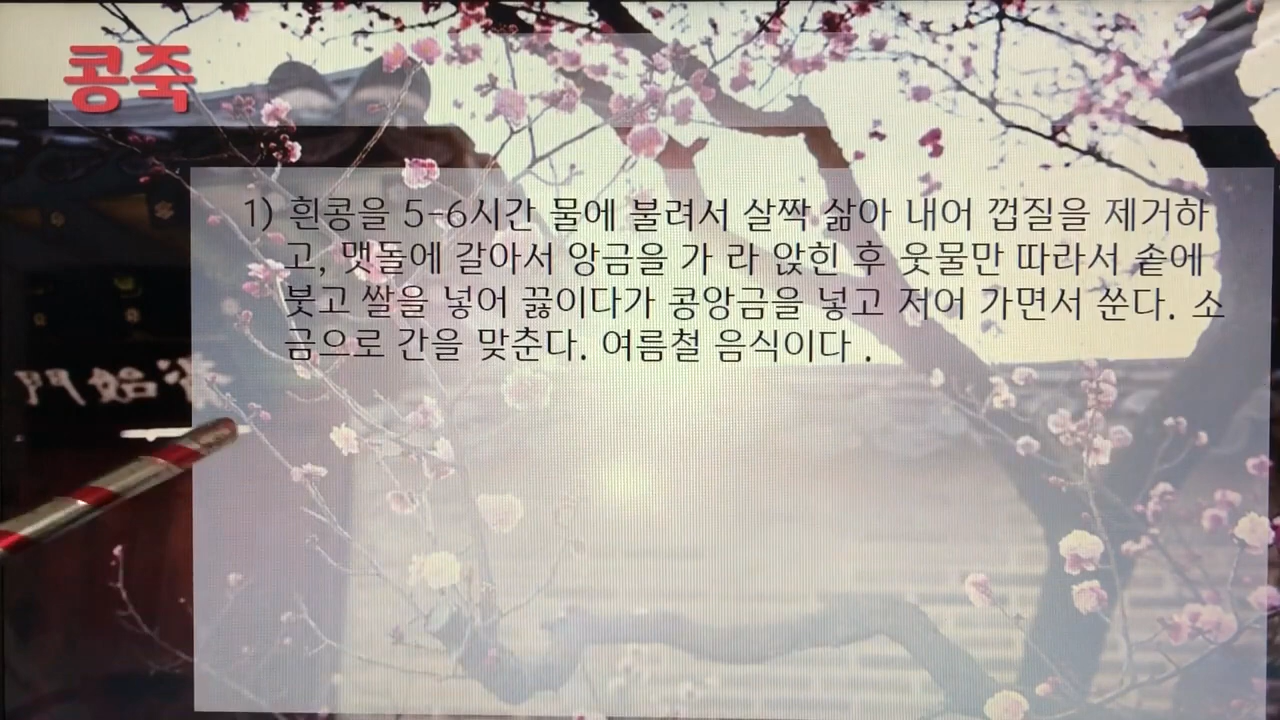 콩죽
1) 흰콩을 5-6시간 물에 불려서 살짝 삶아 내어 껍질을 제거하
고, 맷돌에 갈아서 앙금을 가 라 앉힌 후 웃물만 따라서 솥에
붓고 쌀을 넣어 끓이다가 콩앙금을 넣고 저어 가면서 쑨다. 소
금으로 간을 맞춘다. 여름철 음식이다 .